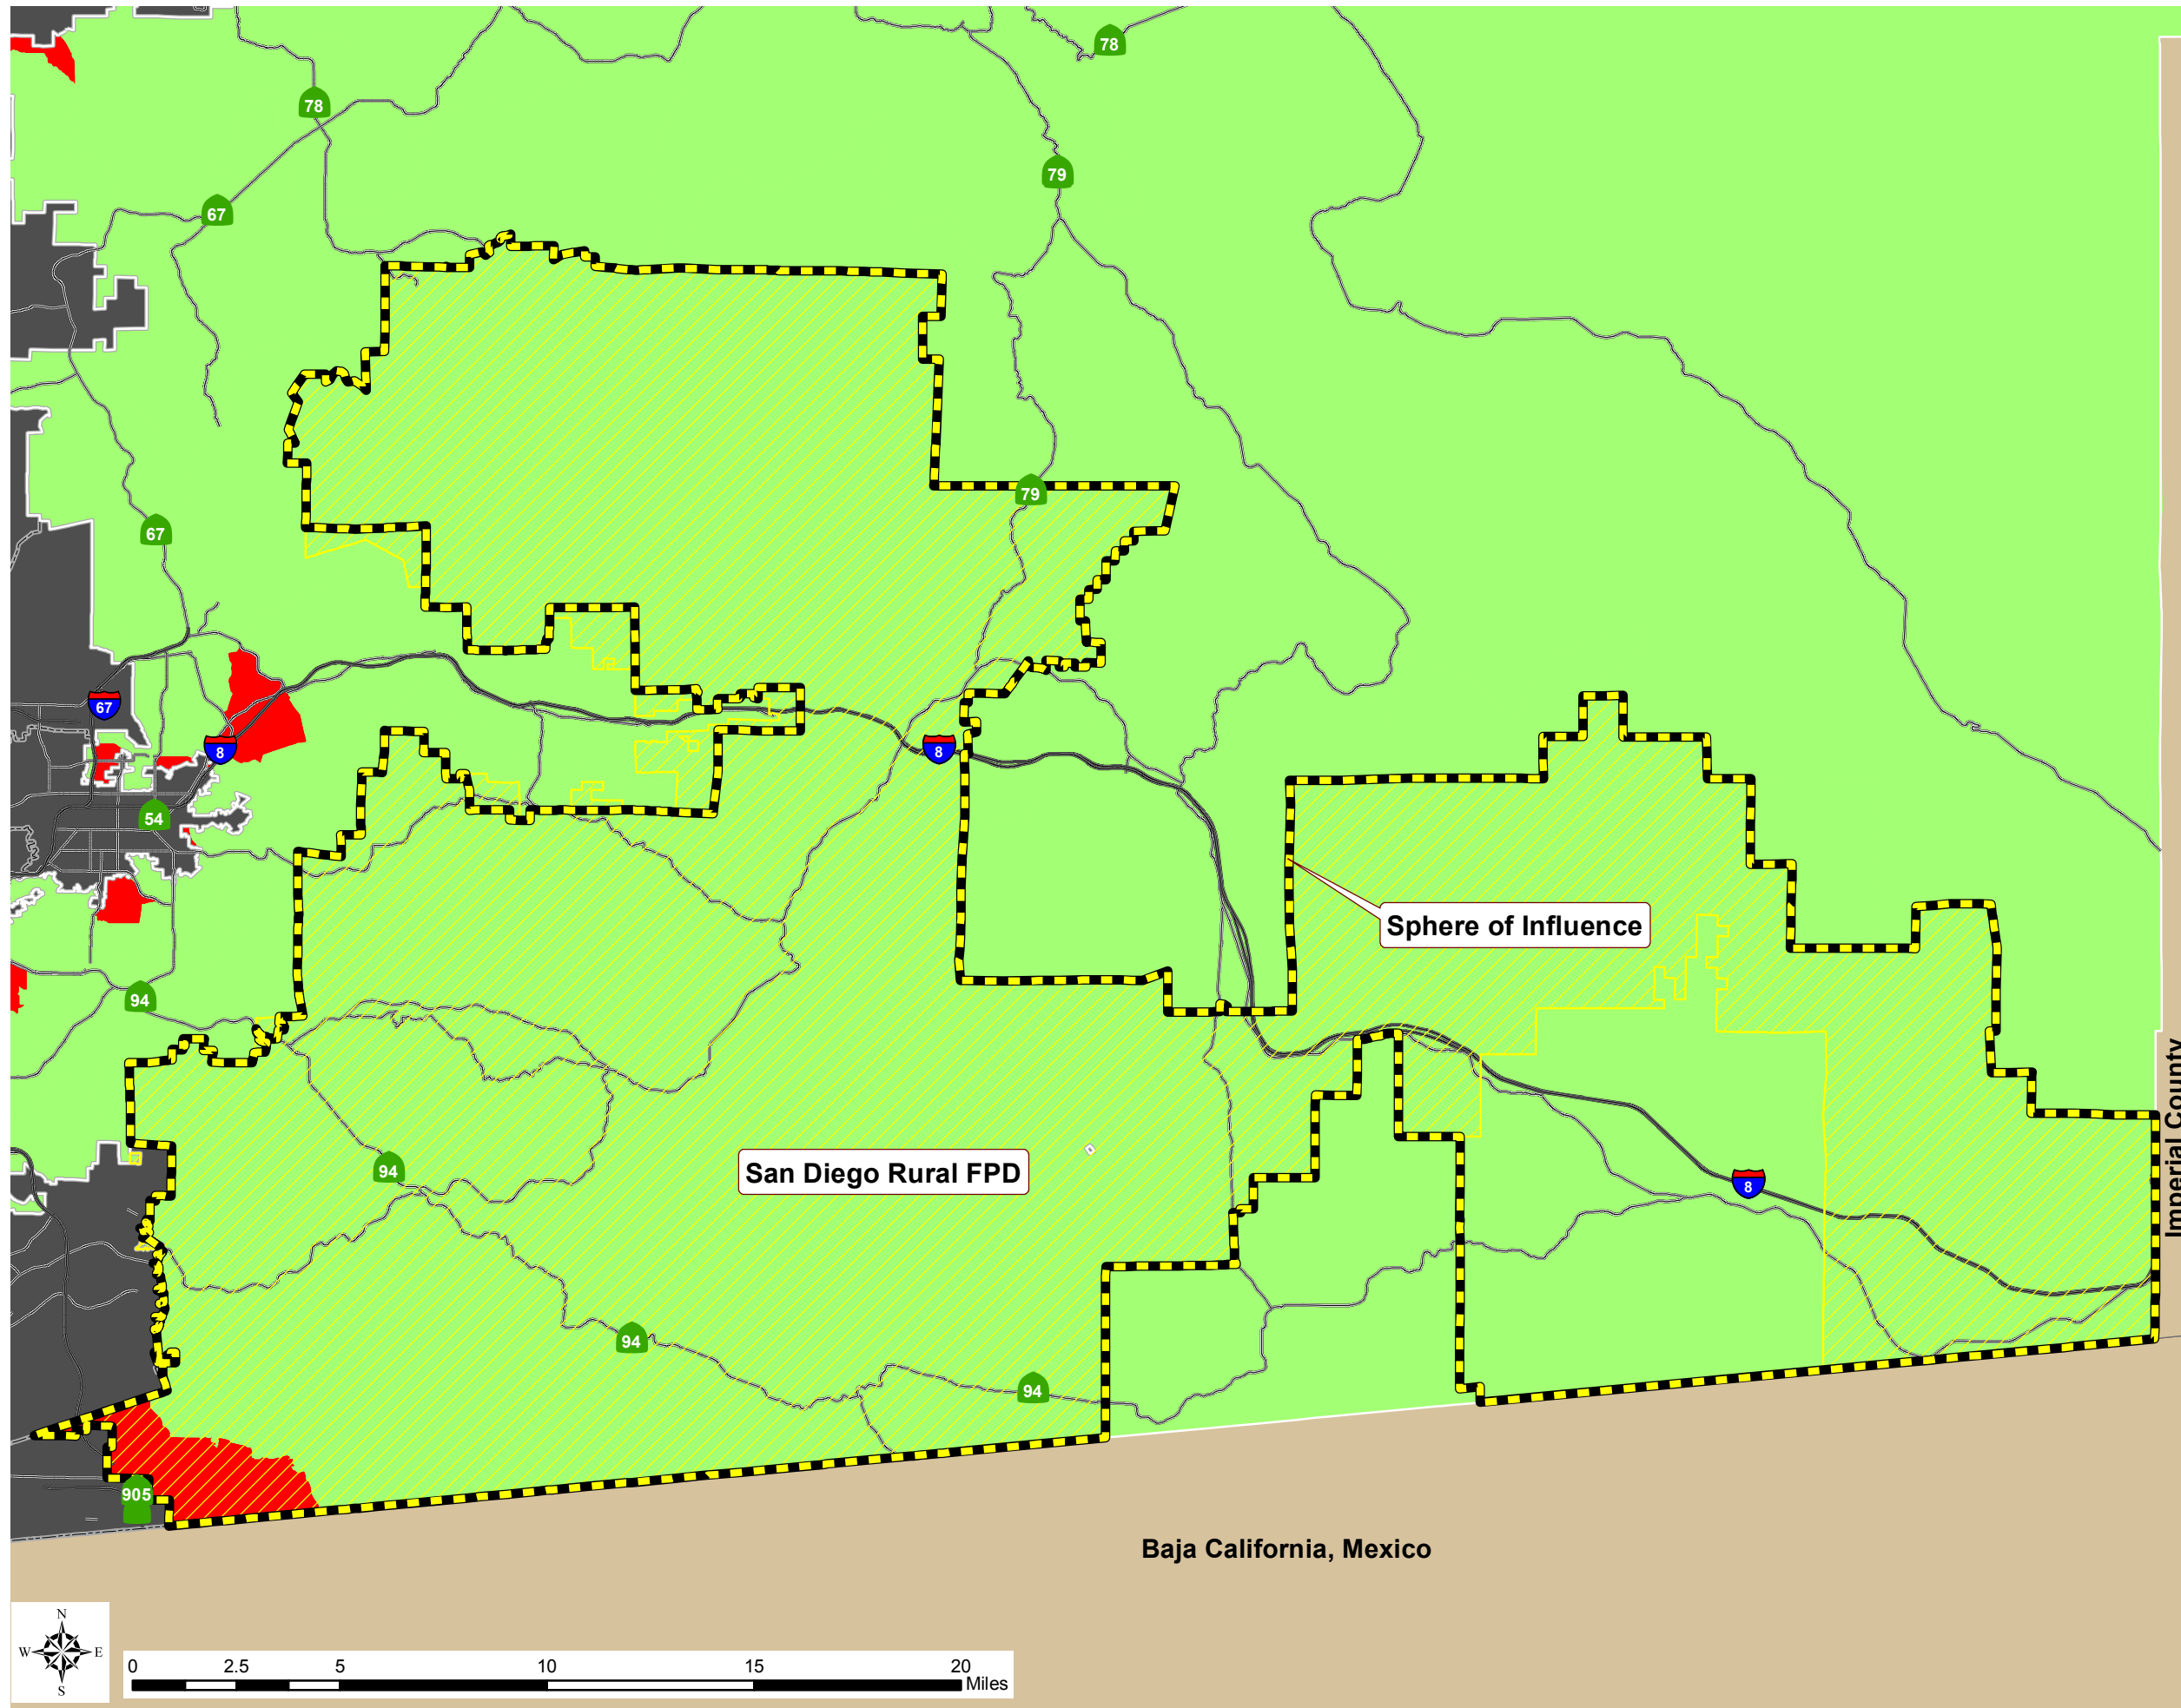 78
78
79
67
79
67
67
8
8
54
Sphere of Influence
94
Imperial County
San Diego Rural FPD
94
8
94
94
905
Baja California, Mexico
N
W E
S
0 2.5 5 10 15 20
Miles